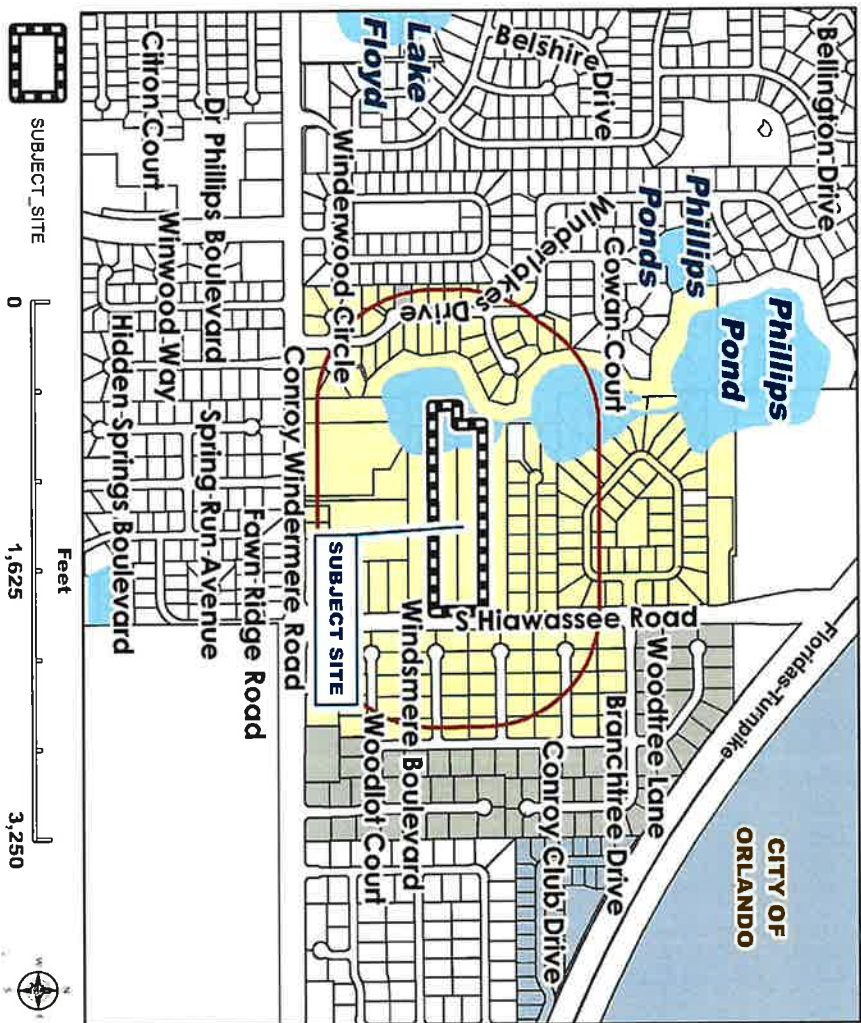 Bellington Drive
Belshire Drive
Lake
Floyd
Phillips
Ponds
Phillips
Pond
Winderlakes Drive
Cowan Court
Winderwood Circle
Citron Court
Dr Phillips Boulevard
Winwood Way
Hidden Springs Boulevard
Spring Run Avenue
Fawn Ridge Road
Conroy Windermere Road
SUBJECT SITE
S Hiawassee Road
Floridas Turnpike
CITY OF
ORLANDO
Woodtree Lane
Branchtree Drive
Conroy Club Drive
Windsmere Boulevard
Woodlot Court
SUBJECT_SITE
Feet
0 1,625 3,250
N
W
S